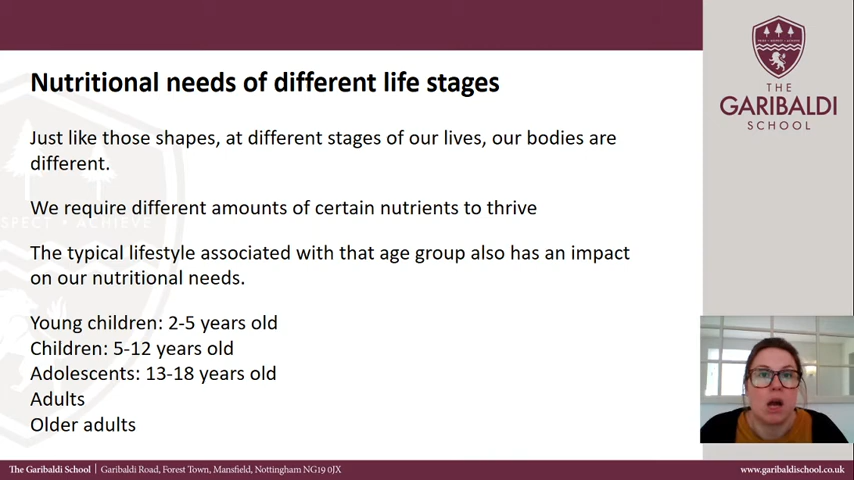 Nutritional needs of different life stages
Just like those shapes, at different stages of our lives, our bodies are
different.
We require different amounts of certain nutrients to thrive
The typical lifestyle associated with that age group also has an impact
on our nutritional needs.
Young children: 2-5 years old
Children: 5-12 years old
Adolescents: 13-18 years old
Adults
Older adults
THE
GARIBALDI
SCHOOL
SPECT • ACHIEVE
The Garibaldi School | Garibaldi Road, Forest Town, Mansfield, Nottingham NG19 0JX
www.garibaldischool.co.uk